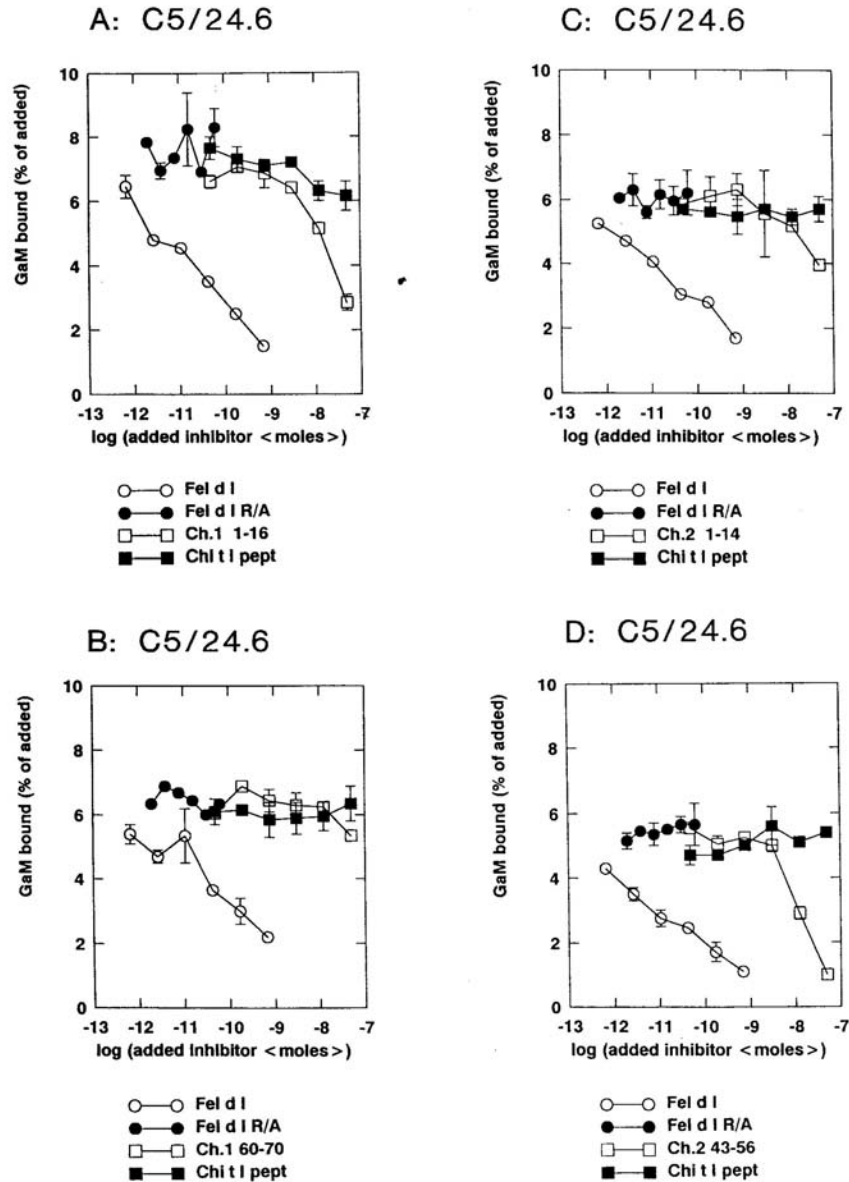 A: C5/24.6
GaM bound (% of added)
10
8
6
4
2
0
-13 -12 -11 -10 -9 -8 -7
log (added inhibitor <moles>)
Fel d I
Fel d I R/A
Ch.1 1-16
Chi t I pept
C: C5/24.6
GaM bound (% of added)
10
8
6
4
2
0
-13 -12 -11 -10 -9 -8 -7
log (added inhibitor <moles>)
Fel d I
Fel d I R/A
Ch.2 1-14
Chi t I pept
B: C5/24.6
GaM bound (% of added)
10
8
6
4
2
0
-13 -12 -11 -10 -9 -8 -7
log (added inhibitor <moles>)
Fel d I
Fel d I R/A
Ch.1 60-70
Chi t I pept
D: C5/24.6
GaM bound (% of added)
10
8
6
4
2
0
-13 -12 -11 -10 -9 -8 -7
log (added inhibitor <moles>)
Fel d I
Fel d I R/A
Ch.2 43-56
Chi t I pept